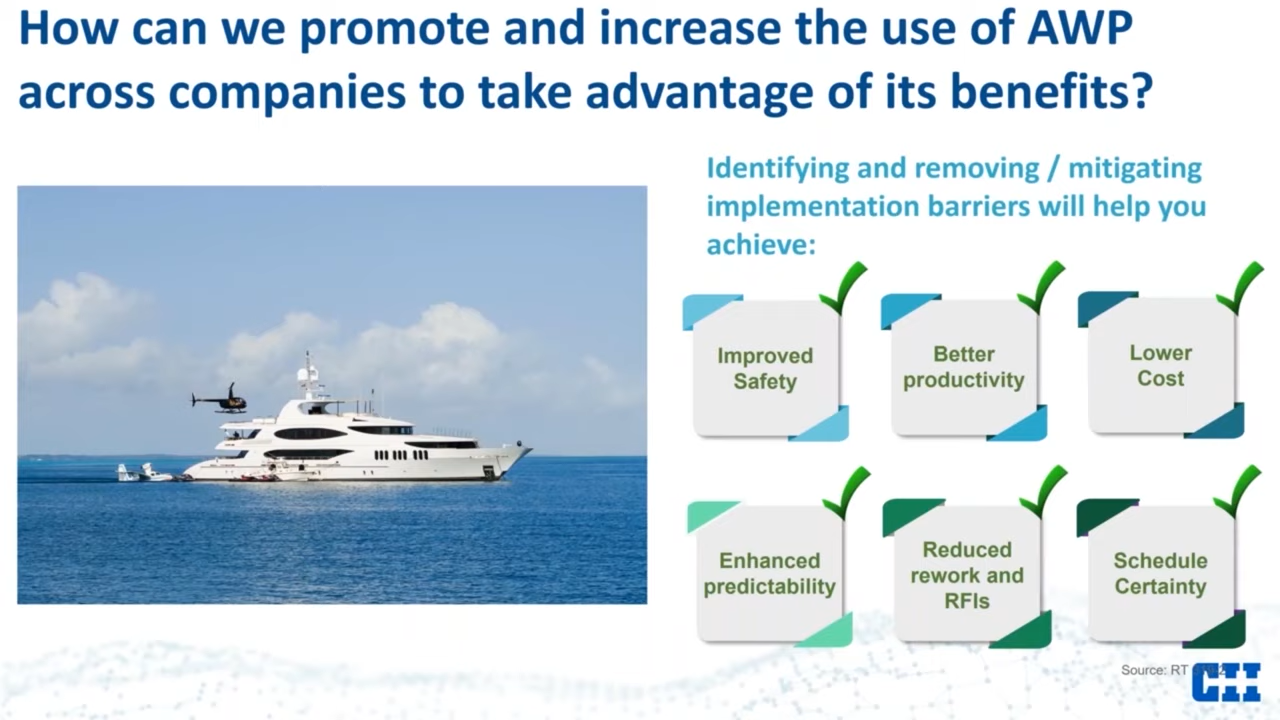 How can we promote and increase the use of AWP
across companies to take advantage of its benefits?
Identifying and removing / mitigating
implementation barriers will help you
achieve:
Improved
Safety
Better
productivity
Lower
Cost
Enhanced
predictability
Reduced
rework and
RFIs
Schedule
Certainty
Source: RT
CII